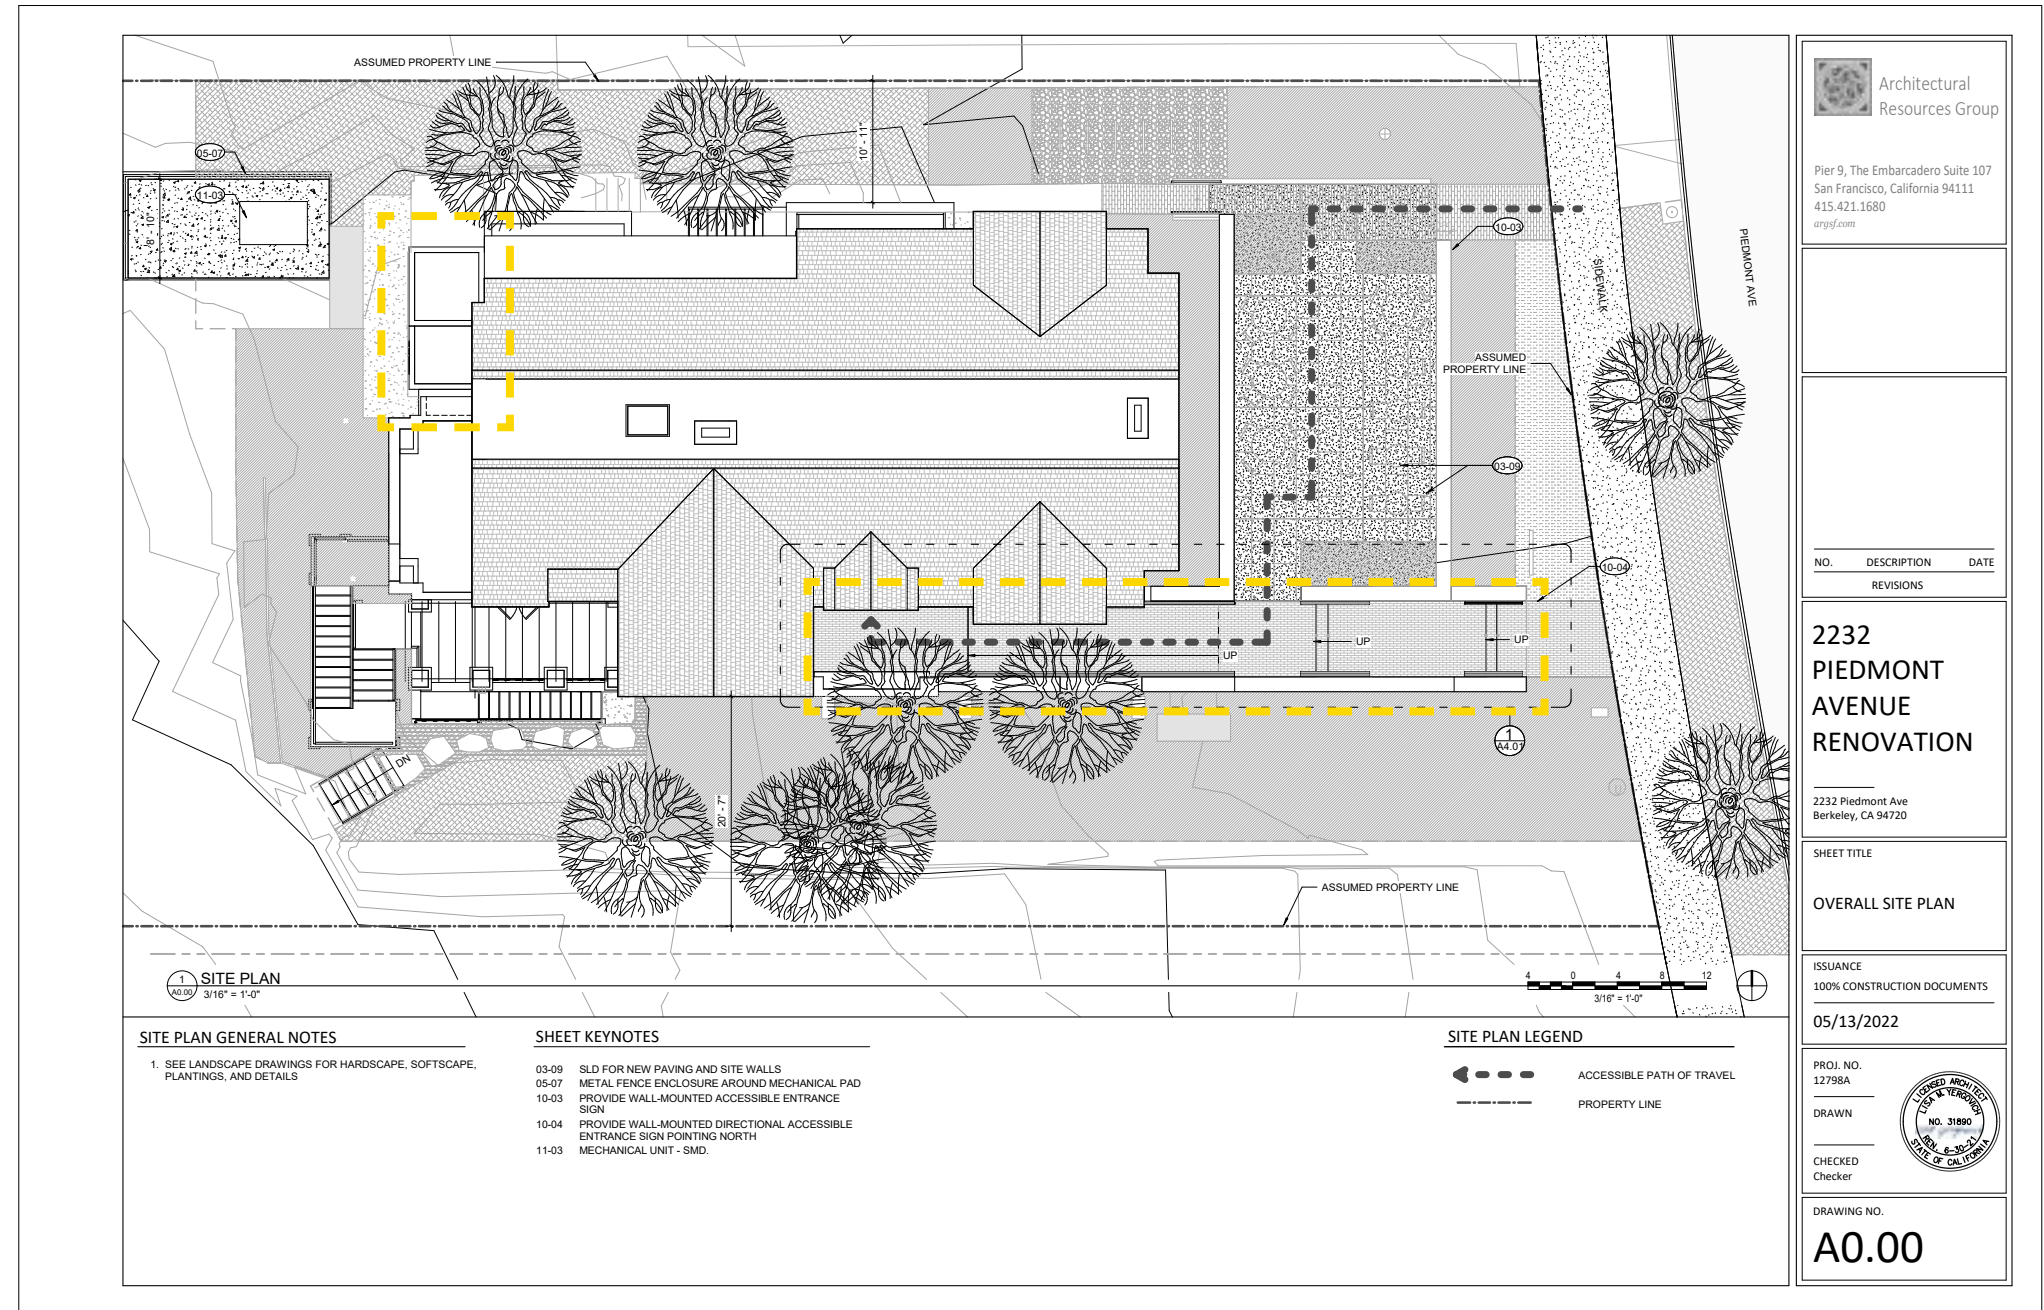 ASSUMED PROPERTY LINE
05-07
11-03
8' - 10"
10' - 11"
10-03
SIDEWALK
PIEDMONT AVE
ASSUMED
PROPERTY LINE
03-09
10-04
UP
UP
UP
1
A4.01
DN
20' - 7"
ASSUMED PROPERTY LINE
1
A0.00
SITE PLAN
3/16" = 1'-0"
4 0 4 8 12
3/16" = 1'-0"
SITE PLAN GENERAL NOTES
1. SEE LANDSCAPE DRAWINGS FOR HARDSCAPE, SOFTSCAPE,
PLANTINGS, AND DETAILS
SHEET KEYNOTES
03-09 SLD FOR NEW PAVING AND SITE WALLS
05-07 METAL FENCE ENCLOSURE AROUND MECHANICAL PAD
10-03 PROVIDE WALL-MOUNTED ACCESSIBLE ENTRANCE
SIGN
10-04 PROVIDE WALL-MOUNTED DIRECTIONAL ACCESSIBLE
ENTRANCE SIGN POINTING NORTH
11-03 MECHANICAL UNIT - SMD.
SITE PLAN LEGEND
ACCESSIBLE PATH OF TRAVEL
PROPERTY LINE
Architectural
Resources Group
Pier 9, The Embarcadero Suite 107
San Francisco, California 94111
415.421.1680
argsf.com
NO. DESCRIPTION DATE
REVISIONS
2232
PIEDMONT
AVENUE
RENOVATION
2232 Piedmont Ave
Berkeley, CA 94720
SHEET TITLE
OVERALL SITE PLAN
ISSUANCE
100% CONSTRUCTION DOCUMENTS
05/13/2022
PROJ. NO.
12798A
DRAWN
CHECKED
Checker
LICENSED ARCHITECT
LISA M. YERGOVICH
NO. 31890
REN. 6-30-21
STATE OF CALIFORNIA
DRAWING NO.
A0.00